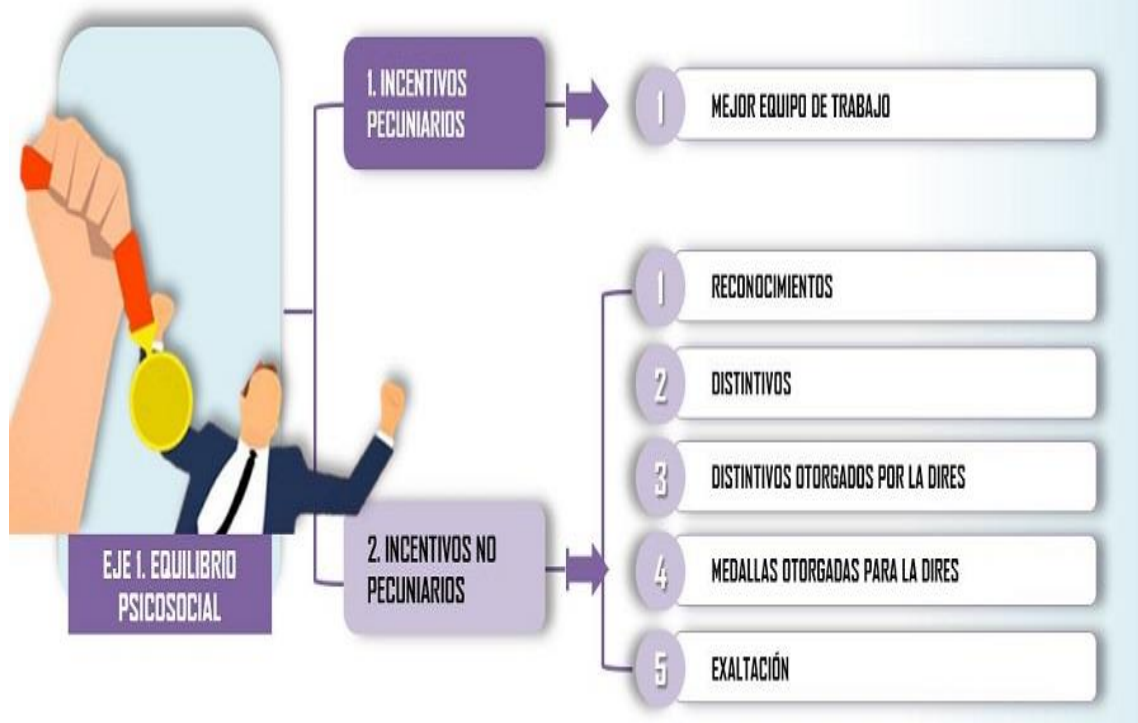 1. INCENTIVOS
PECUNIARIOS
1
MEJOR EQUIPO DE TRABAJO
EJE 1. EQUILIBRIO
PSICOSOCIAL
2. INCENTIVOS NO
PECUNIARIOS
1
RECONOCIMIENTOS
2
DISTINTIVOS
3
DISTINTIVOS OTORGADOS POR LA DIRES
4
MEDALLAS OTORGADAS PARA LA DIRES
5
EXALTACIÓN